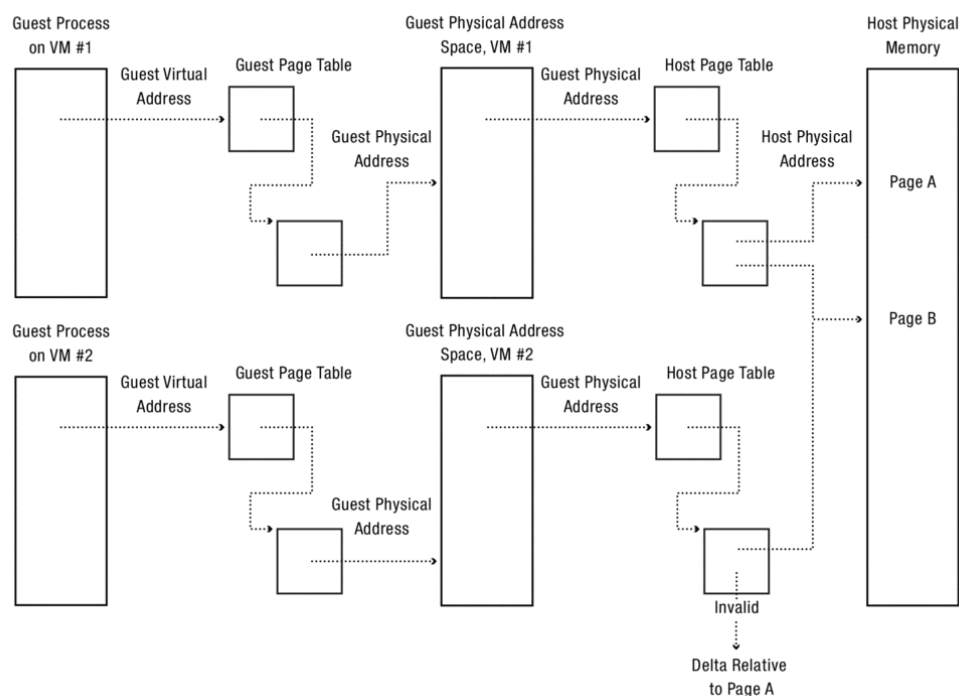 Guest Process
on VM #1
Guest Physical Address
Space, VM #1
Host Physical
Memory
Guest Virtual
Address
Guest Page Table
Guest Physical
Address
Guest Physical
Address
Host Page Table
Host Physical
Address
Page A
Page B
Guest Process
on VM #2
Guest Physical Address
Space, VM #2
Guest Virtual
Address
Guest Page Table
Guest Physical
Address
Guest Physical
Address
Host Page Table
Invalid
Delta Relative
to Page A